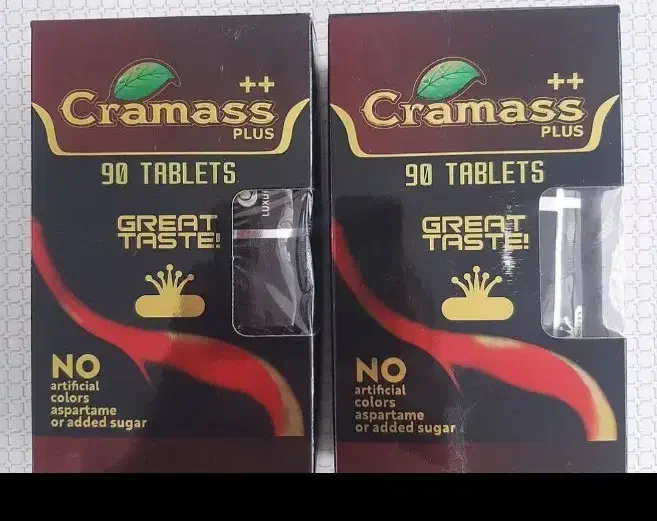 ++
Cramass
PLUS
90 TABLETS
GREAT
TASTE!
LUXU
NO
artificial
colors
aspartame
or added sugar
++
Cramass
PLUS
90 TABLETS
GREAT
TASTE!
NO
artificial
colors
aspartame
or added sugar